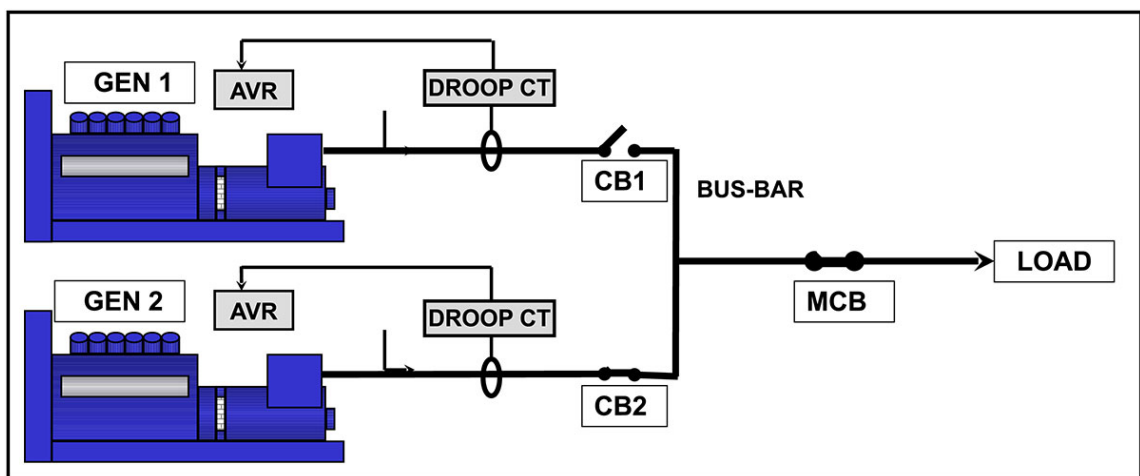 GEN 1
AVR
DROOP CT
CB1
BUS-BAR
MCB
LOAD
GEN 2
AVR
DROOP CT
CB2